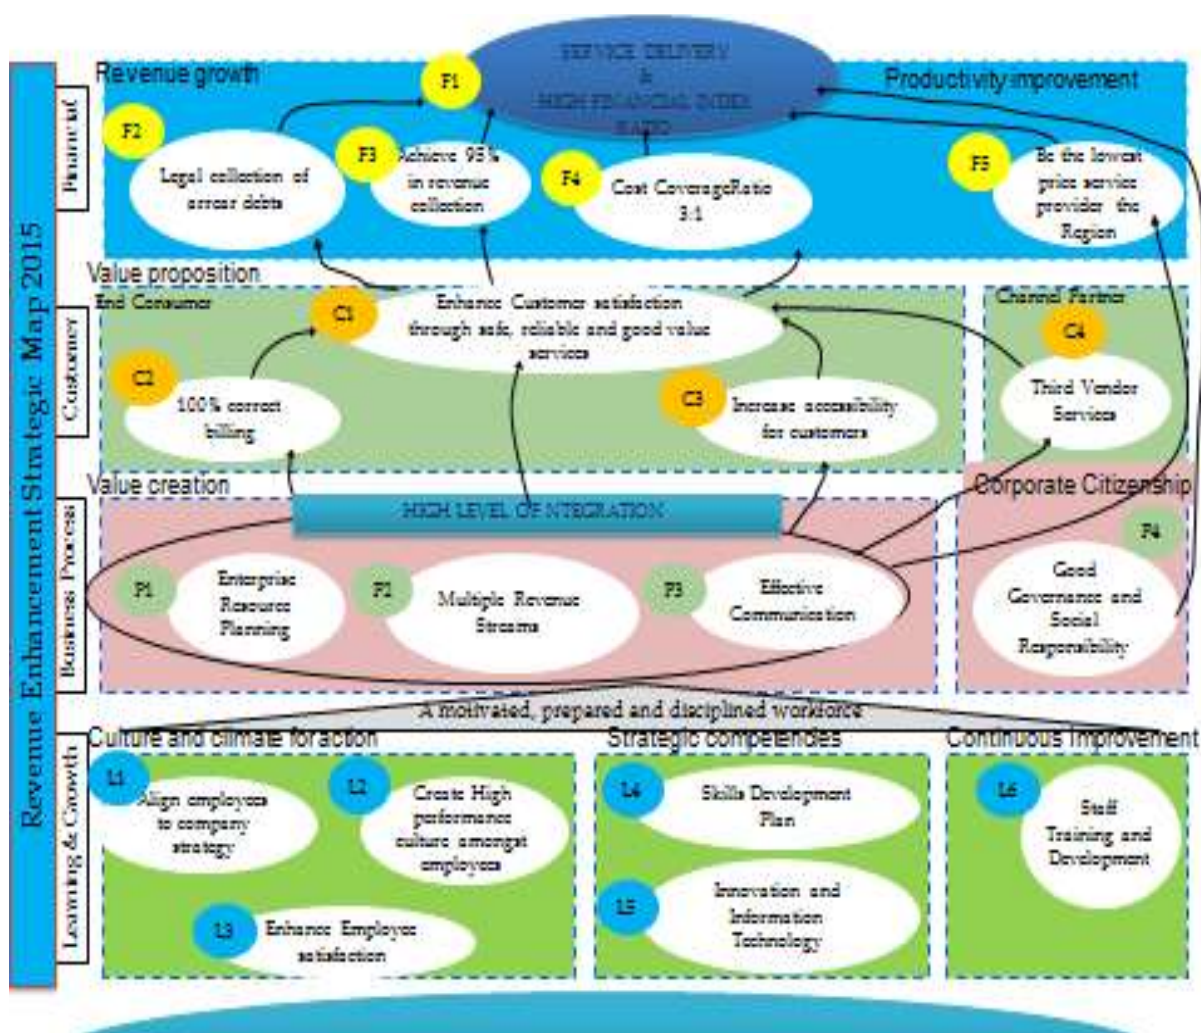 Revenue Enhancement Strategic Map 2015
Financial
Revenue growth
Productivity improvement
F1
SERVICE DELIVERY
&
HIGH FINANCIAL INDEX
RATIO
F2
Legal collection of
arrear debts
F3
Achieve 95%
in revenue
collection
F4
Cost CoverageRatio
3:1
F5
Be the lowest
price service
provider the
Region
Customer
Value proposition
End Consumer
C1
Enhance Customer satisfaction
through safe, reliable and good value
services
C2
100% correct
billing
C3
Increase accessibility
for customers
Channel Partner
C4
Third Vendor
Services
Business Process
Value creation
HIGH LEVEL OF NTEGRATION
P1
Enterprise
Resource
Planning
P2
Multiple Revenue
Streams
P3
Effective
Communication
Corporate Citizenship
P4
Good
Governance and
Social
Responsibility
A motivated, prepared and disciplined workforce
Learning & Growth
Culture and climate for action
L1
Align employees
to company
strategy
L2
Create High
performance
culture amongst
employees
L3
Enhance Employee
satisfaction
Strategic competencies
L4
Skills Development
Plan
L5
Innovation and
Information
Technology
Continuous Improvement
L6
Staff
Training and
Development